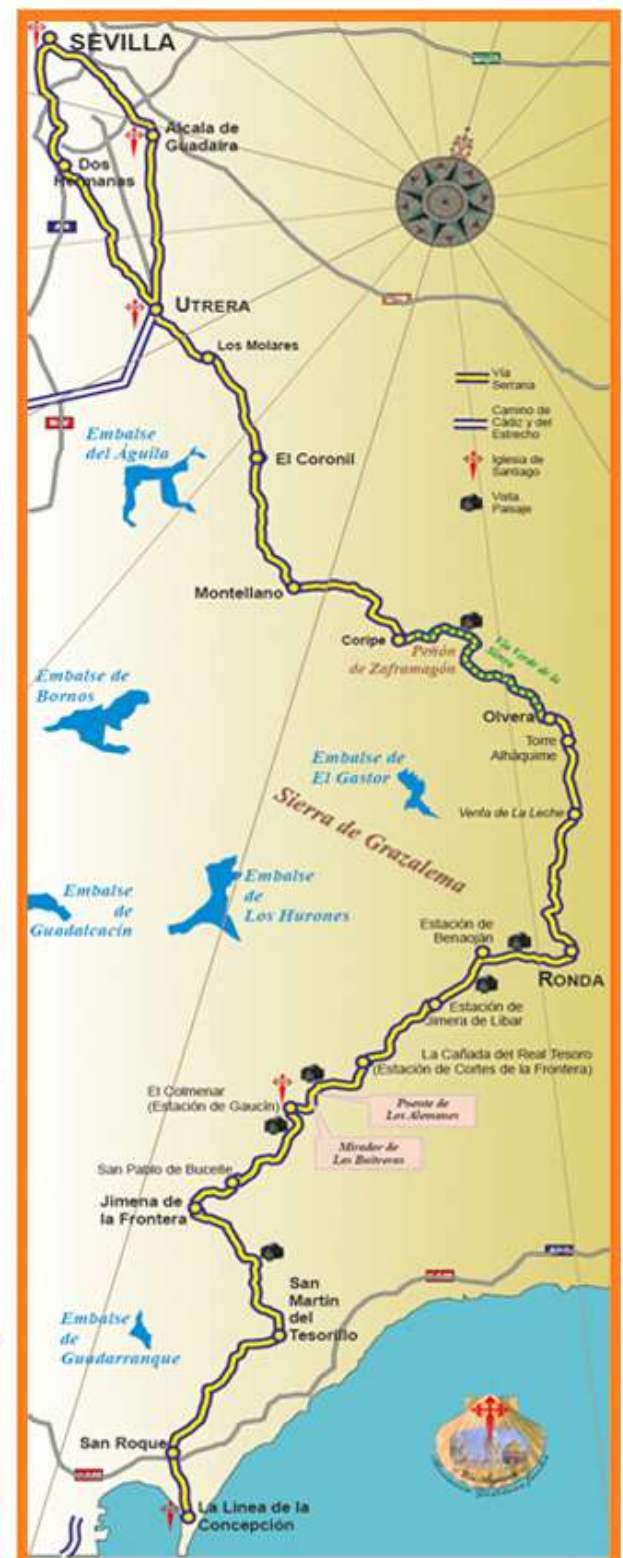 SEVILLA
Alcala de
Guadaira
Dos
Hermanas
UTRERA
Los Molares
Vía
Serrana
Camino de
Cádiz y del
Estrecho
Iglesia de
Santiago
Vista
Paisaje
Embalse
del Águila
El Coronil
Montellano
Coripe
Peñón
de Zaframagón
Vía Verde de la
Sierra
Embalse de
Bornos
Olvera
Torre
Alháquime
Embalse de
El Gastor
Sierra de Grazalema
Venta de La Leche
Embalse
de
Los Hurones
Embalse
de
Guadalcacín
Estación de
Benaoján
RONDA
Estación de
Jimera de Líbar
La Cañada del Real Tesoro
(Estación de Cortes de la Frontera)
El Colmenar
(Estación de Gaucín)
Puente de
Los Alemanes
Mirador de
Las Buitreras
San Pablo de Buceite
Jimena de
la Frontera
San
Martin
del
Tesorillo
Embalse
de
Guadarranque
San Roque
La Linea de la
Concepción